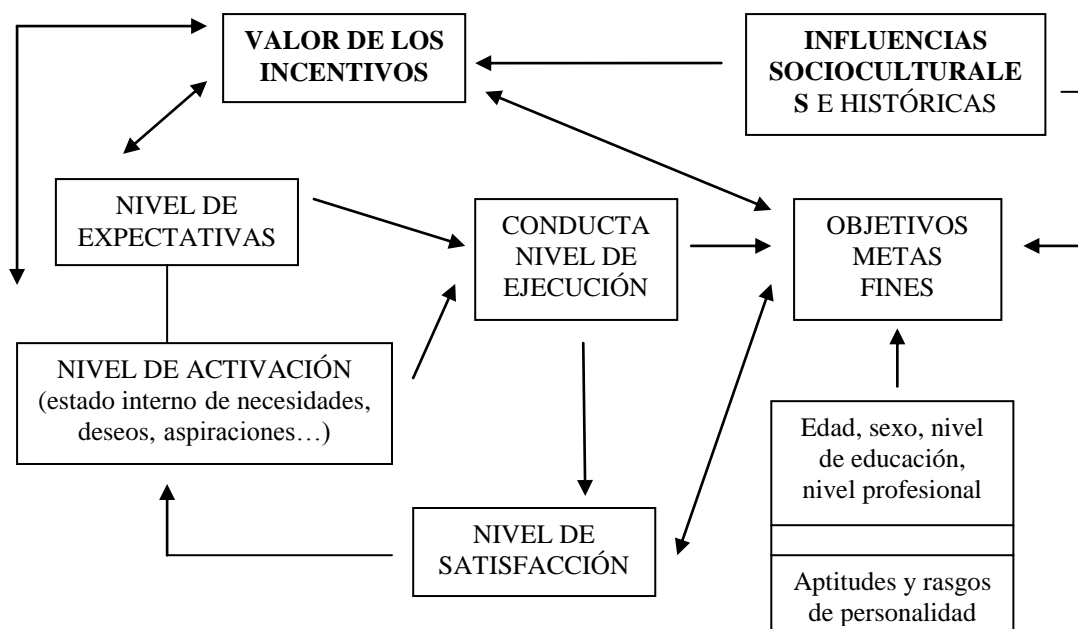 VALOR DE LOS
INCENTIVOS
INFLUENCIAS
SOCIOCULTURALE
S E HISTÓRICAS
NIVEL DE
EXPECTATIVAS
CONDUCTA
NIVEL DE
EJECUCIÓN
OBJETIVOS
METAS
FINES
NIVEL DE ACTIVACIÓN
(estado interno de necesidades,
deseos, aspiraciones…)
Edad, sexo, nivel
de educación,
nivel profesional
NIVEL DE
SATISFACCIÓN
Aptitudes y rasgos
de personalidad